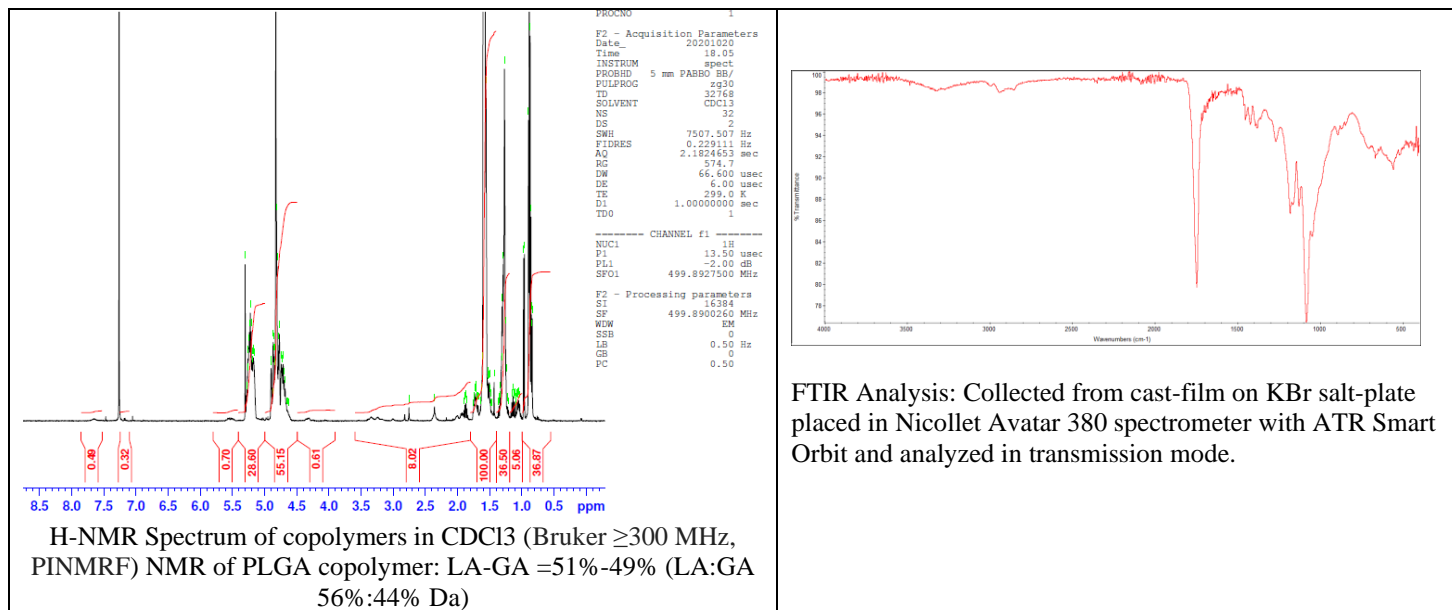 PROCNO 1
F2 - Acquisition Parameters
Date_ 20201020
Time 18.05
INSTRUM spect
PROBHD 5 mm PABBO BB/
PULPROG zg30
TD 32768
SOLVENT CDCl3
NS 32
DS 2
SWH 7507.507 Hz
FIDRES 0.229111 Hz
AQ 2.1824653 sec
RG 574.7
DW 66.600 usec
DE 6.00 usec
TE 299.0 K
D1 1.00000000 sec
TD0 1
======== CHANNEL f1 ========
NUC1 1H
P1 13.50 usec
PL1 -2.00 dB
SFO1 499.8927500 MHz
F2 - Processing parameters
SI 16384
SF 499.8900260 MHz
WDW EM
SSB 0
LB 0.50 Hz
GB 0
PC 0.50
0.49 0.32 0.70 28.60 55.15 0.61 8.02 100.00 36.50 5.06 36.87
8.5 8.0 7.5 7.0 6.5 6.0 5.5 5.0 4.5 4.0 3.5 3.0 2.5 2.0 1.5 1.0 0.5 ppm
H-NMR Spectrum of copolymers in CDCl3 (Bruker ≥300 MHz,
PINMRF) NMR of PLGA copolymer: LA-GA =51%-49% (LA:GA
56%:44% Da)
100
98
96
94
92
90
88
86
84
82
80
78
% Transmittance
4000 3500 3000 2500 2000 1500 1000 500
Wavenumbers (cm-1)
FTIR Analysis: Collected from cast-film on KBr salt-plate
placed in Nicollet Avatar 380 spectrometer with ATR Smart
Orbit and analyzed in transmission mode.